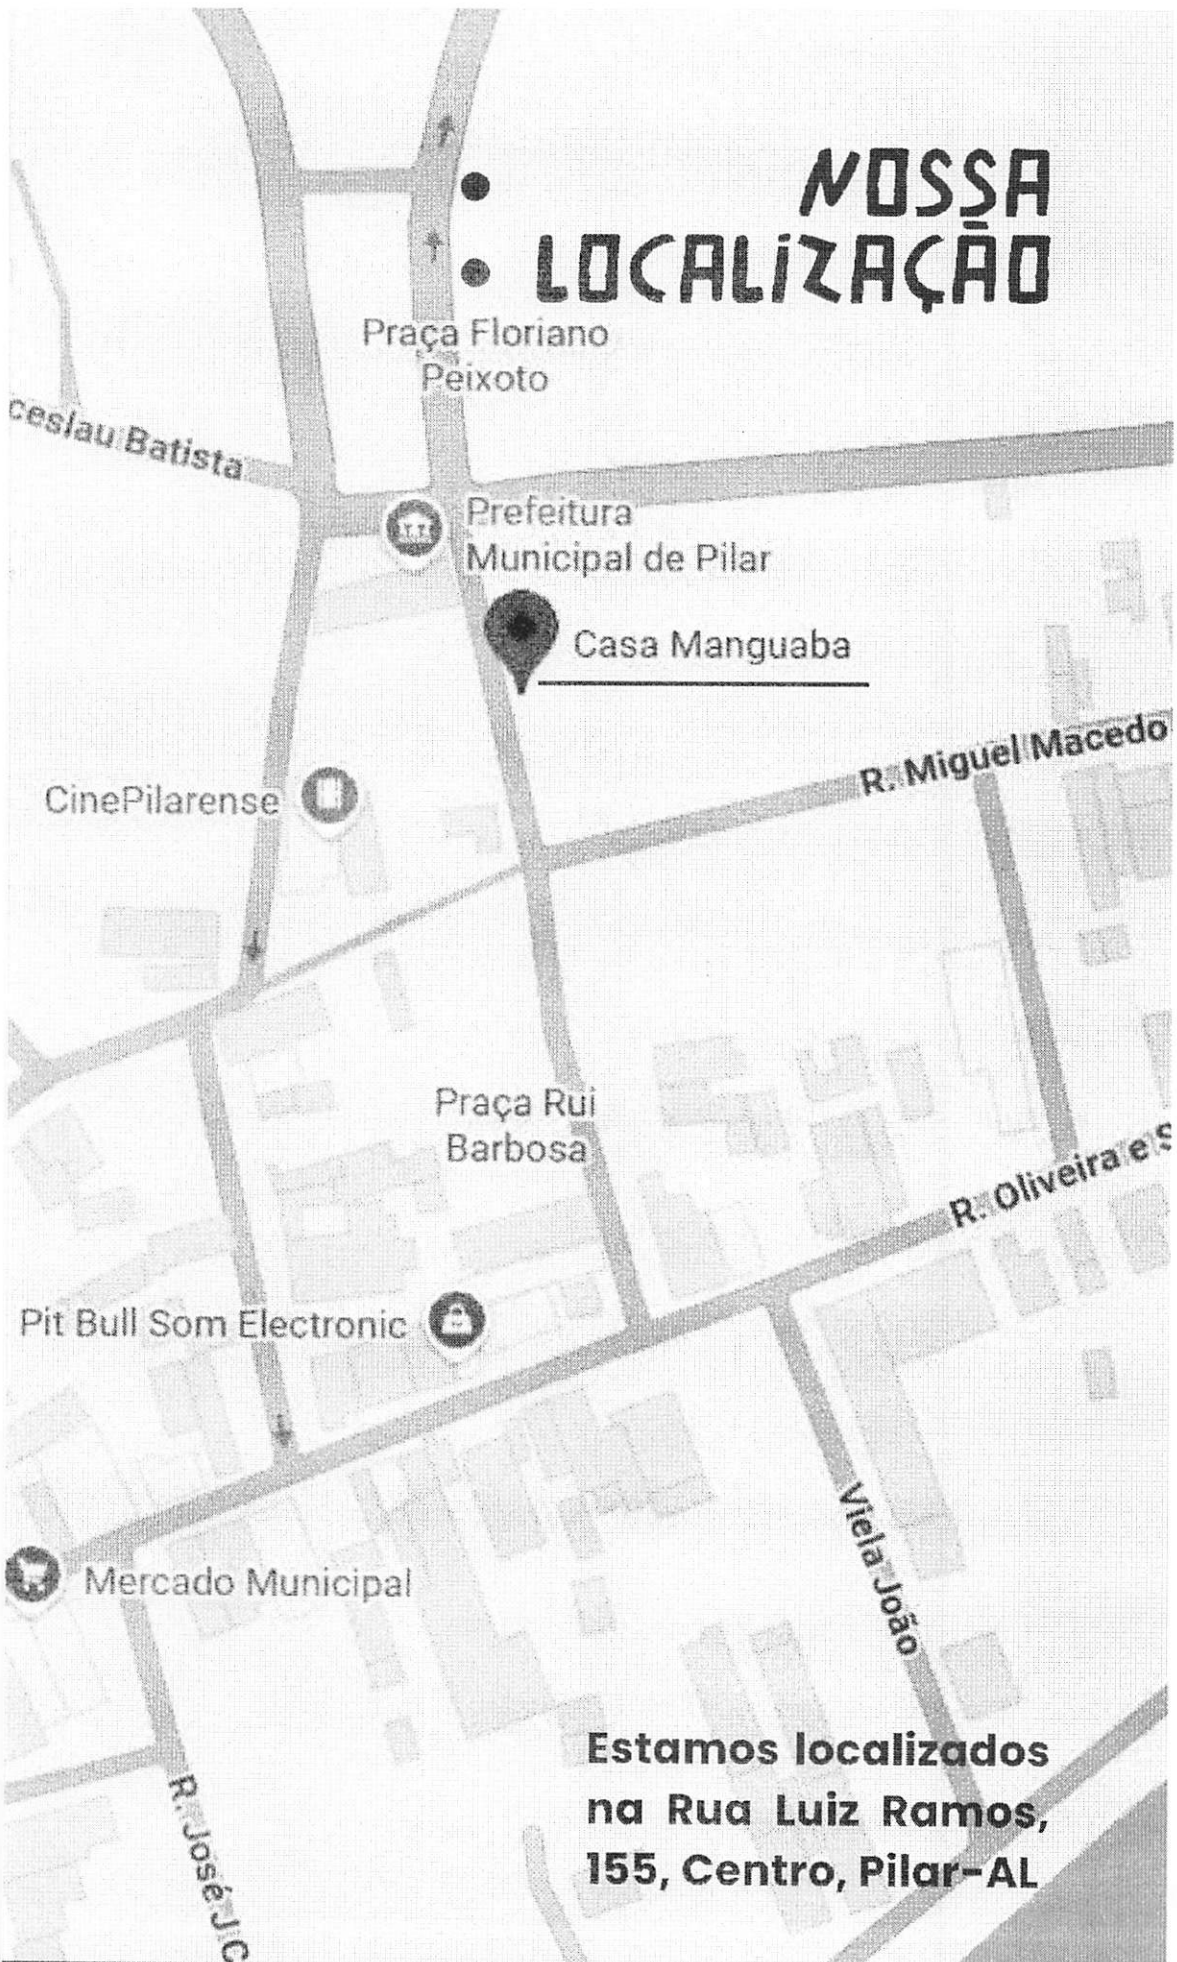 NOSSA
LOCALiZAÇÃO
Praça Floriano
Peixoto
ceslau Batista
Prefeitura
Municipal de Pilar
Casa Manguaba
R. Miguel Macedo
CinePilarense
Praça Rui
Barbosa
R. Oliveira e S
Pit Bull Som Electronic
Viela João
Mercado Municipal
Estamos localizados
na Rua Luiz Ramos,
155, Centro, Pilar-AL
R. José J C